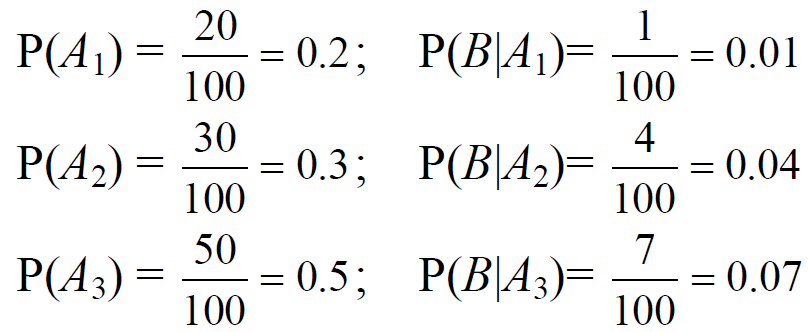 P(A₁) = 20/100 = 0.2; P(B|A₁)= 1/100 = 0.01
P(A₂) = 30/100 = 0.3; P(B|A₂)= 4/100 = 0.04
P(A₃) = 50/100 = 0.5; P(B|A₃)= 7/100 = 0.07